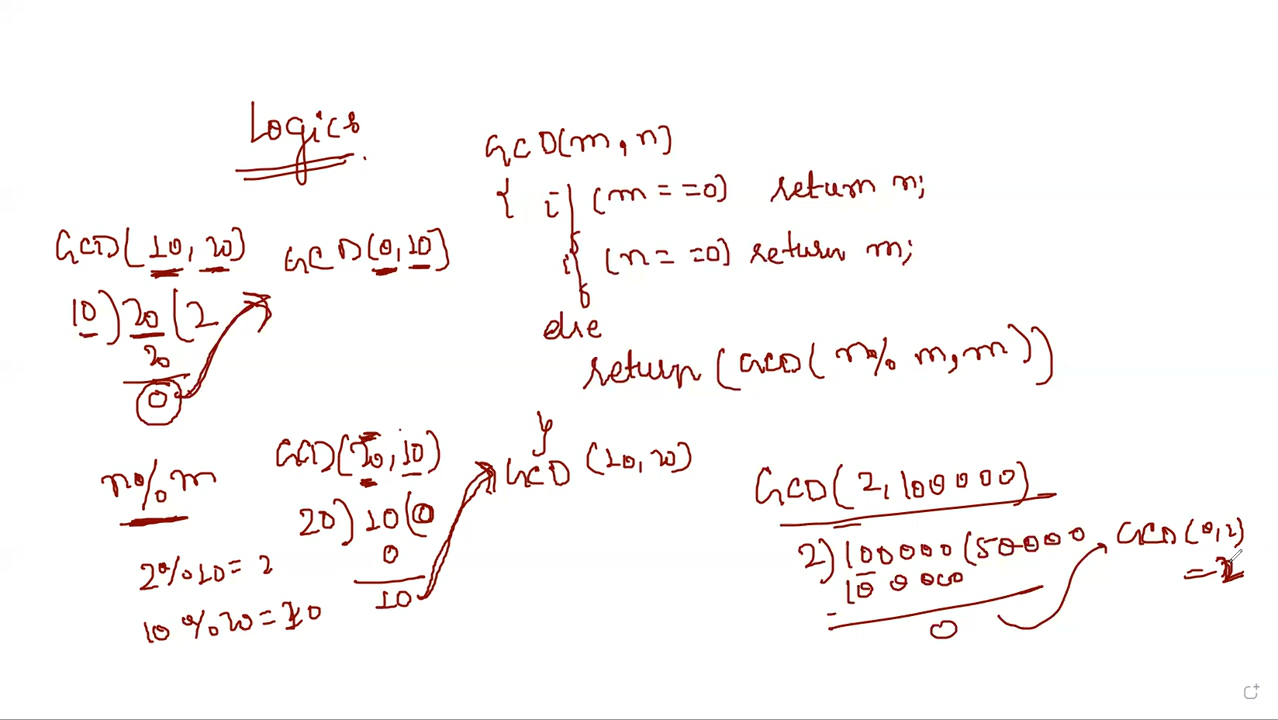 Logics
GCD(10, 20)
GCD(0, 10)
10) 20 (2
20
0
GCD(m, n)
{ if (m = =0) return n;
if (n = =0) return m;
else
return (GCD( n% m, m ))
}
n%m
2%10= 2
10 %20 = 10
GCD(20, 10)
20) 10 (0
0
10
GCD (10, 20)
GCD(2, 100000)
2) 100000 (50000
100000
0
GCD (0, 2)
= 2